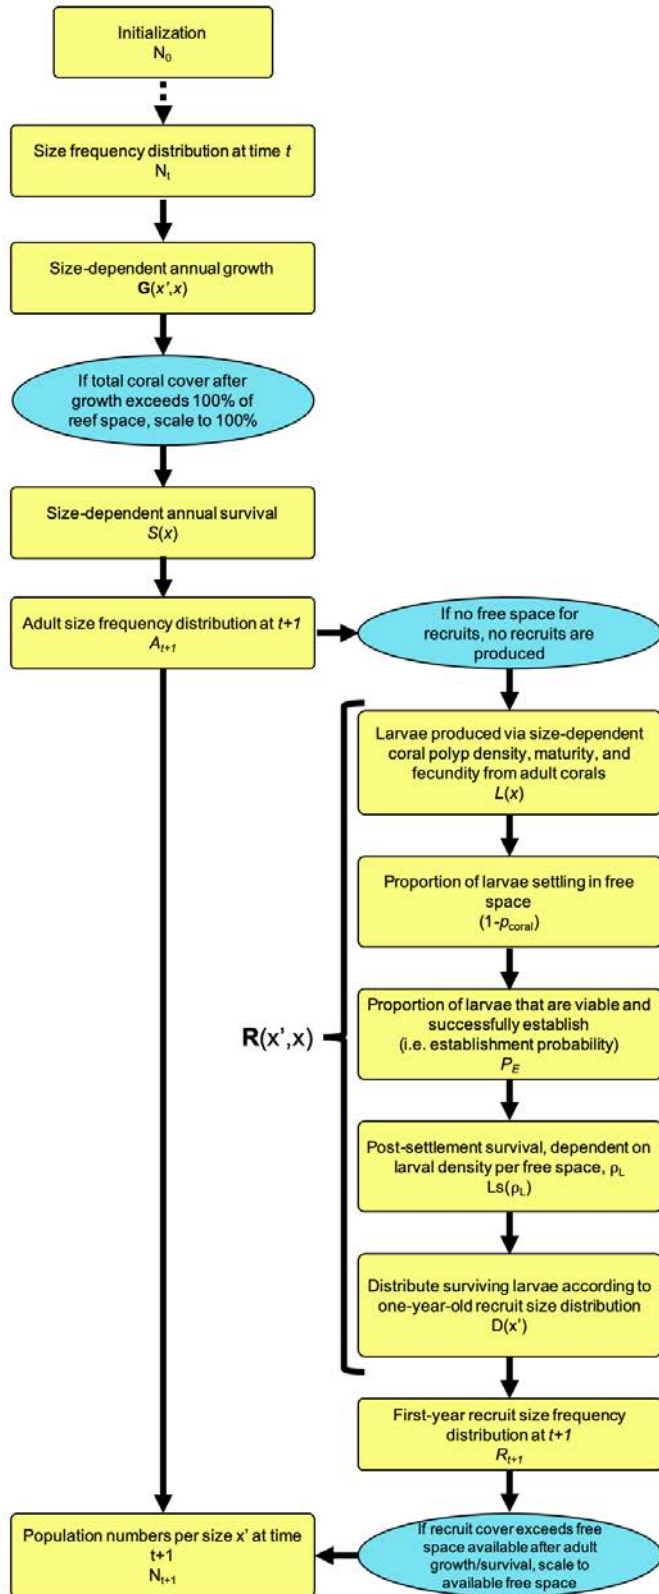 Initialization
N₀
Size frequency distribution at time t
Nₜ
Size-dependent annual growth
G(x',x)
If total coral cover after
growth exceeds 100% of
reef space, scale to 100%
Size-dependent annual survival
S(x)
Adult size frequency distribution at t+1
Aₜ₊₁
If no free space for
recruits, no recruits are
produced
Larvae produced via size-dependent
coral polyp density, maturity, and
fecundity from adult corals
L(x)
Proportion of larvae settling in free
space
(1-p_coral)
Proportion of larvae that are viable and
successfully establish
(i.e. establishment probability)
P_E
R(x',x)
Post-settlement survival, dependent on
larval density per free space, ρ_L
Ls(ρ_L)
Distribute surviving larvae according to
one-year-old recruit size distribution
D(x')
First-year recruit size frequency
distribution at t+1
Rₜ₊₁
If recruit cover exceeds free
space available after adult
growth/survival, scale to
available free space
Population numbers per size x' at time
t+1
Nₜ₊₁